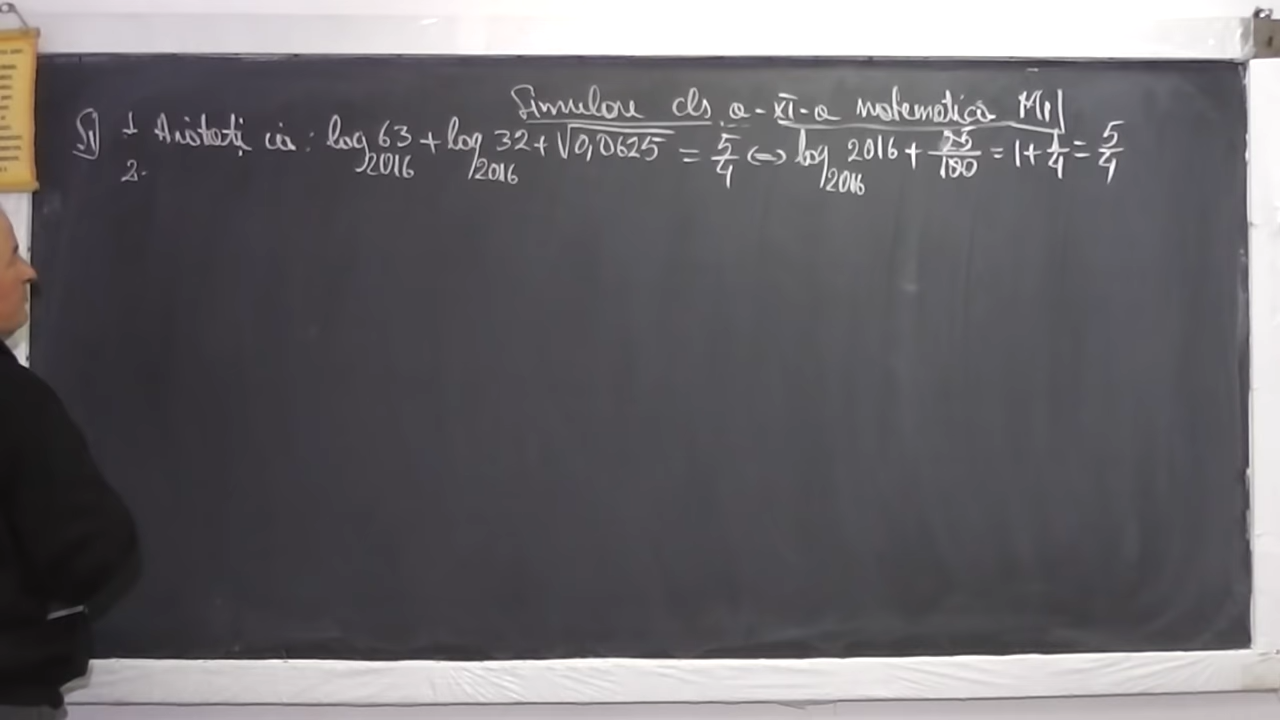 Simulare cls. a-XI-a matematică M1
SI 1 Arătați că: log₂₀₁₆ 63 + log₂₀₁₆ 32 + √0,0625 = 5/4 ⇔ log₂₀₁₆ 2016 + 25/100 = 1 + 1/4 = 5/4
2.